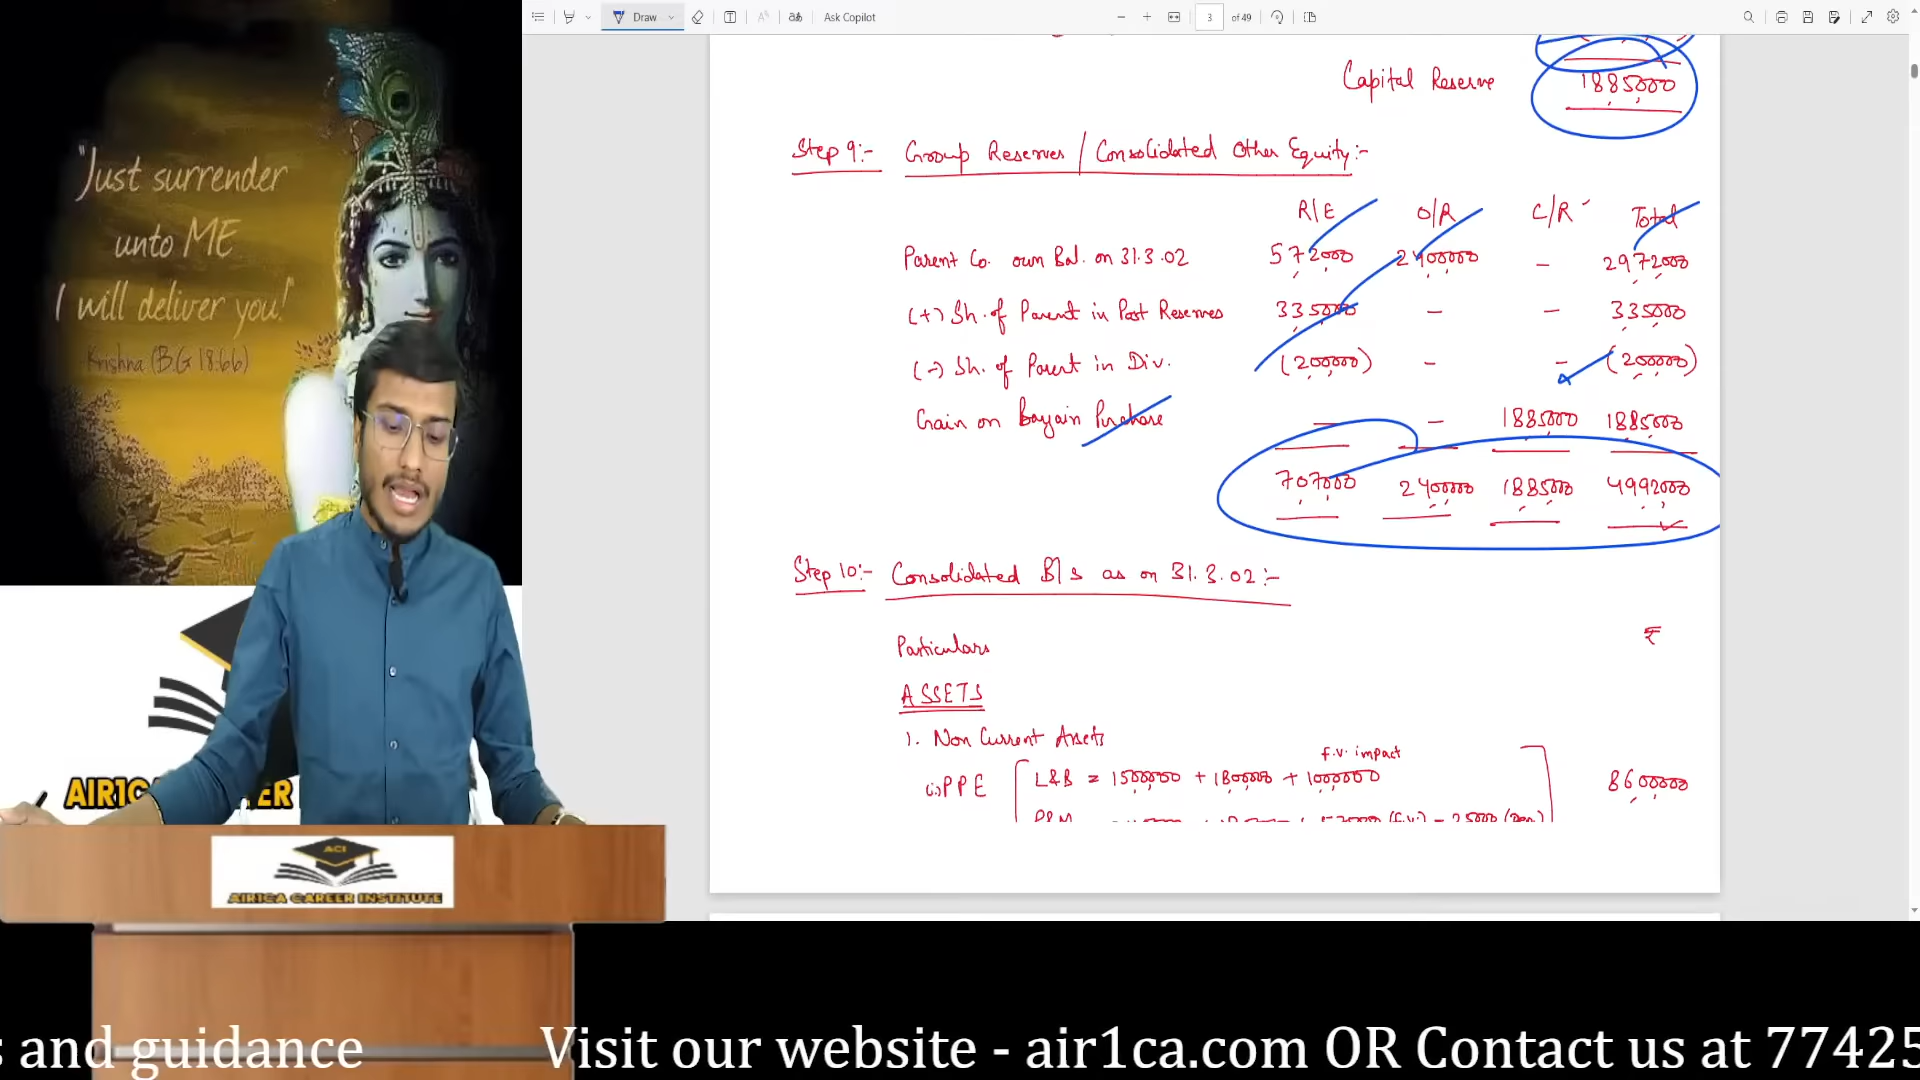 Draw
Ask Copilot
3
of 49
"Just surrender
unto ME
I will deliver you!"
Krishna (B.G 18.66)
Capital Reserve 1885000
Step 9:- Group Reserves / Consolidated Other Equity:-
R/E O/R C/R Total
Parent Co. own Bal. on 31.3.02 572000 2400000 - 2972000
(+) Sh. of Parent in Post Reserves 335000 - - 335000
(-) Sh. of Parent in Div. (200000) - - (200000)
Gain on Bargain Purchase - - 1885000 1885000
707000 2400000 1885000 4992000
Step 10:- Consolidated B/S as on 31.3.02:-
Particulars ₹
ASSETS
1. Non Current Assets
f.v. impact
(i) PPE L&B = 1500000 + 1800000 + 1000000 8600000
AIR1CA
ACI
AIR1CA CAREER INSTITUTE
s and guidance Visit our website - air1ca.com OR Contact us at 77425